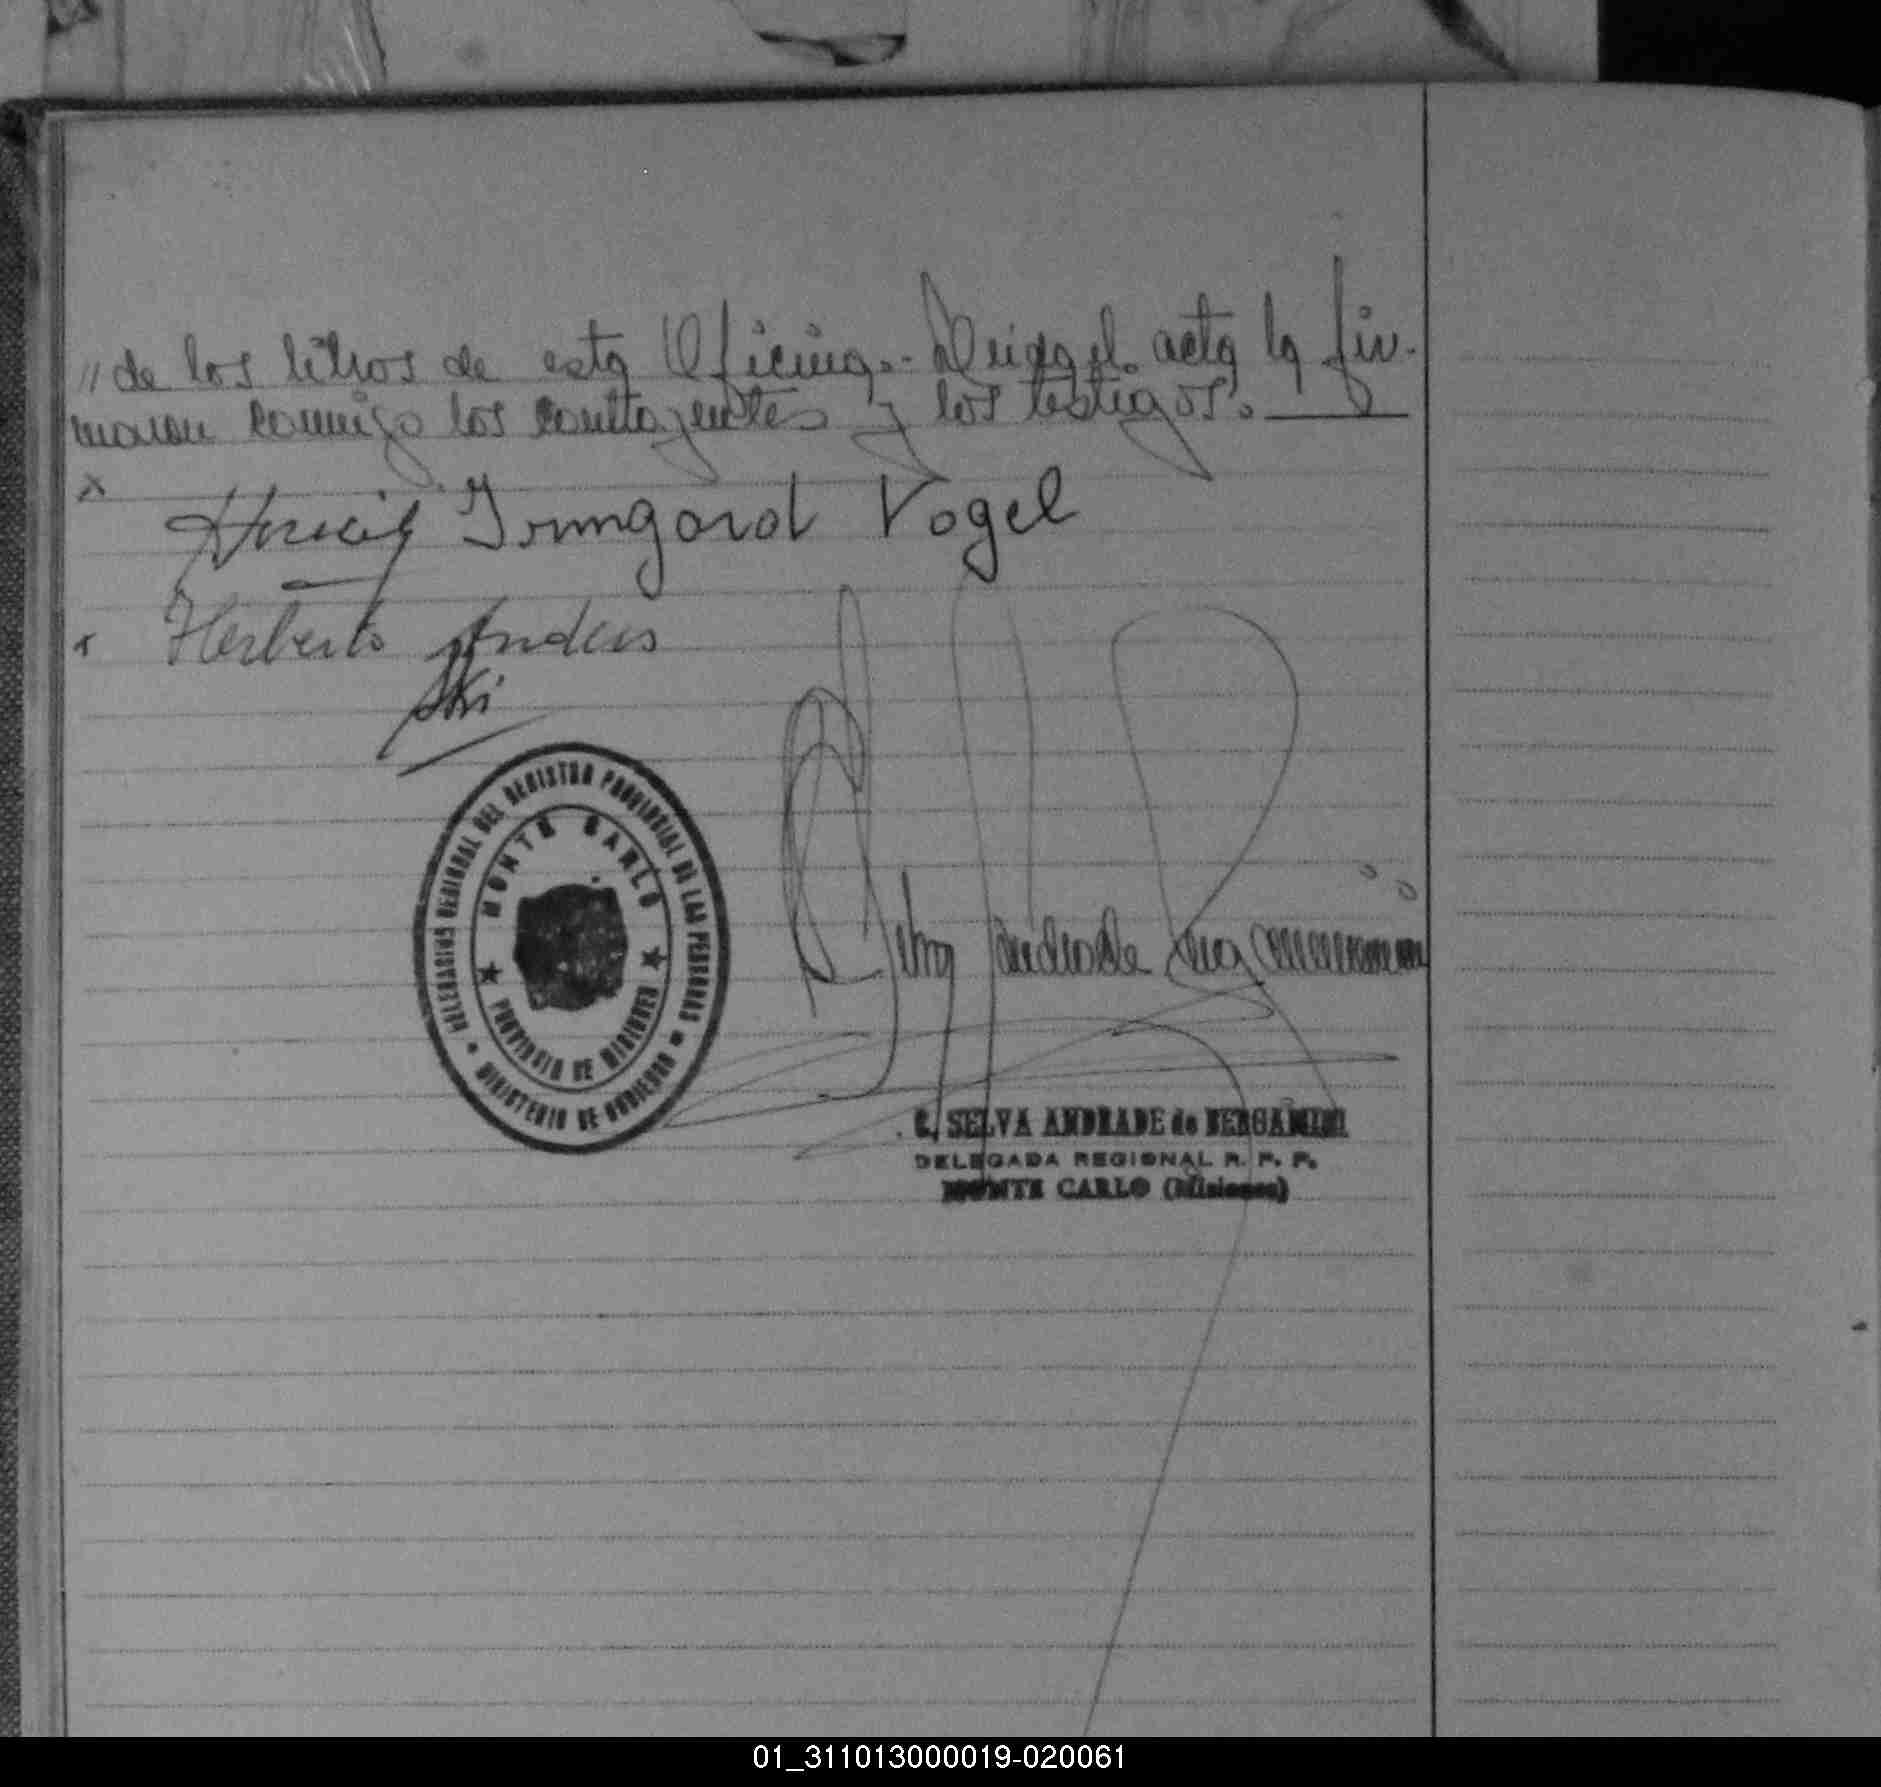 "de los libros de esta Oficina.- Leida el acta la fir-
maron conmigo los contrayentes y los testigos.
x
Irmgard Vogel
x Herberto Anders
DELEGACION REGIONAL DEL REGISTRO PROVINCIAL DE LAS PERSONAS
MONTE CARLO
PROVINCIA DE MISIONES
MINISTERIO DE GOBIERNO
Selva Andrade
C. SELVA ANDRADE de BERGAMINI
DELEGADA REGIONAL R. P. P.
MONTE CARLO (Misiones)
01_311013000019-020061